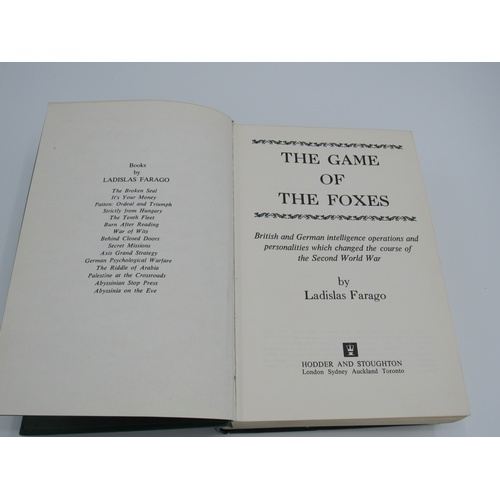 Books
by
LADISLAS FARAGO
The Broken Seal
It's Your Money
Patton: Ordeal and Triumph
Strictly from Hungary
The Tenth Fleet
Burn After Reading
War of Wits
Behind Closed Doors
Secret Missions
Axis Grand Strategy
German Psychological Warfare
The Riddle of Arabia
Palestine at the Crossroads
Abyssinian Stop Press
Abyssinia on the Eve
THE GAME
OF
THE FOXES
British and German intelligence operations and
personalities which changed the course of
the Second World War
by
Ladislas Farago
HODDER AND STOUGHTON
London Sydney Auckland Toronto